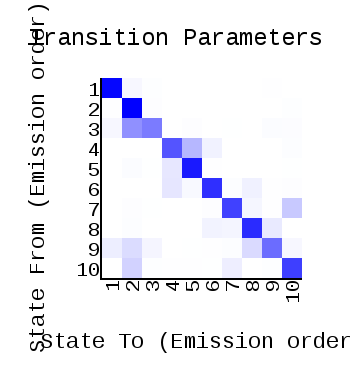 Transition Parameters
State From (Emission order)
1
2
3
4
5
6
7
8
9
10
1 2 3 4 5 6 7 8 9 10
State To (Emission order